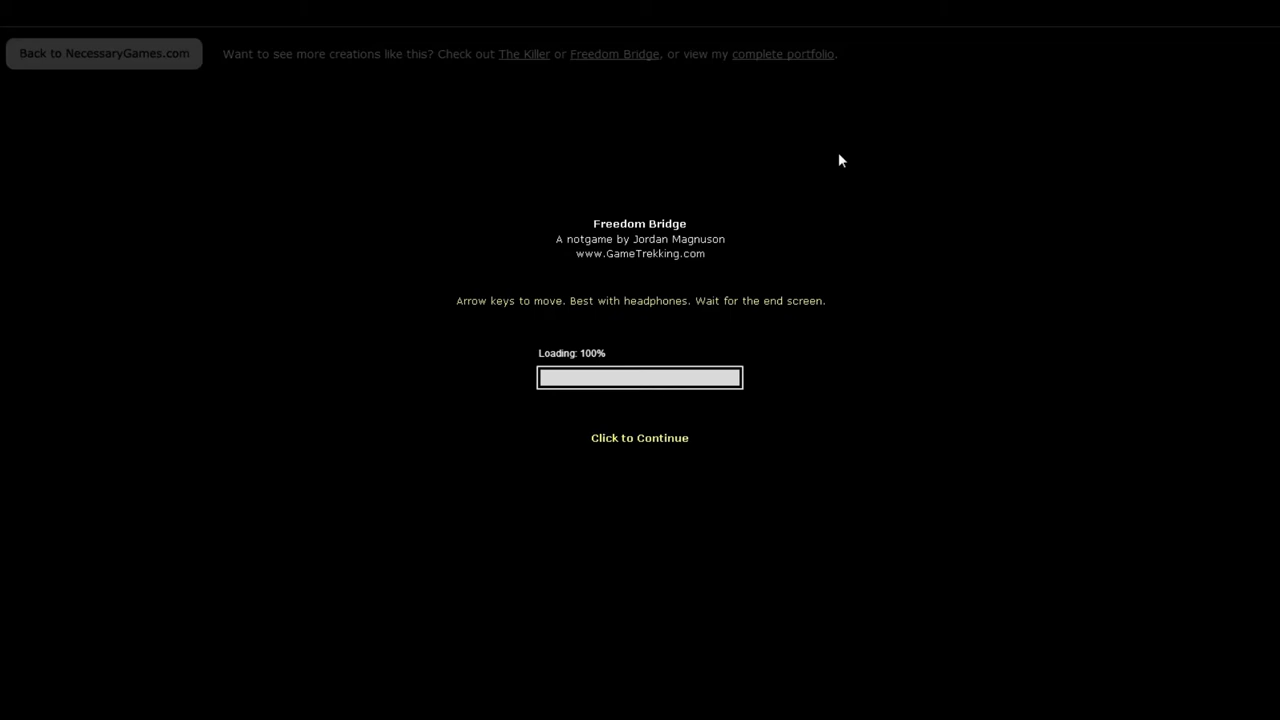 Back to NecessaryGames.com
Want to see more creations like this? Check out The Killer or Freedom Bridge, or view my complete portfolio.
Freedom Bridge
A notgame by Jordan Magnuson
www.GameTrekking.com
Arrow keys to move. Best with headphones. Wait for the end screen.
Loading: 100%
Click to Continue